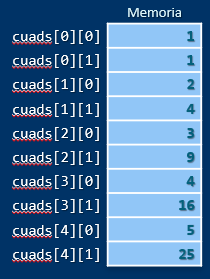 Memoria
cuads[0][0] 1
cuads[0][1] 1
cuads[1][0] 2
cuads[1][1] 4
cuads[2][0] 3
cuads[2][1] 9
cuads[3][0] 4
cuads[3][1] 16
cuads[4][0] 5
cuads[4][1] 25